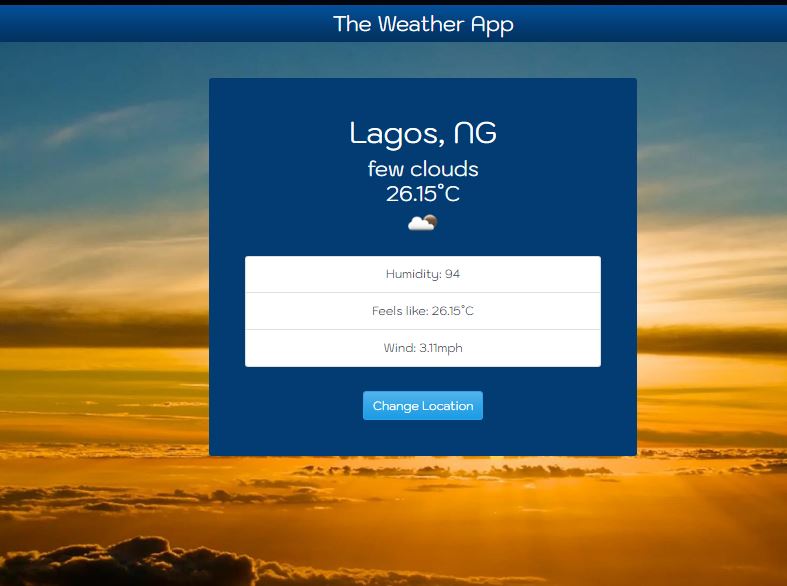 The Weather App
Lagos, NG
few clouds
26.15°C
Humidity: 94
Feels like: 26.15°C
Wind: 3.11mph
Change Location